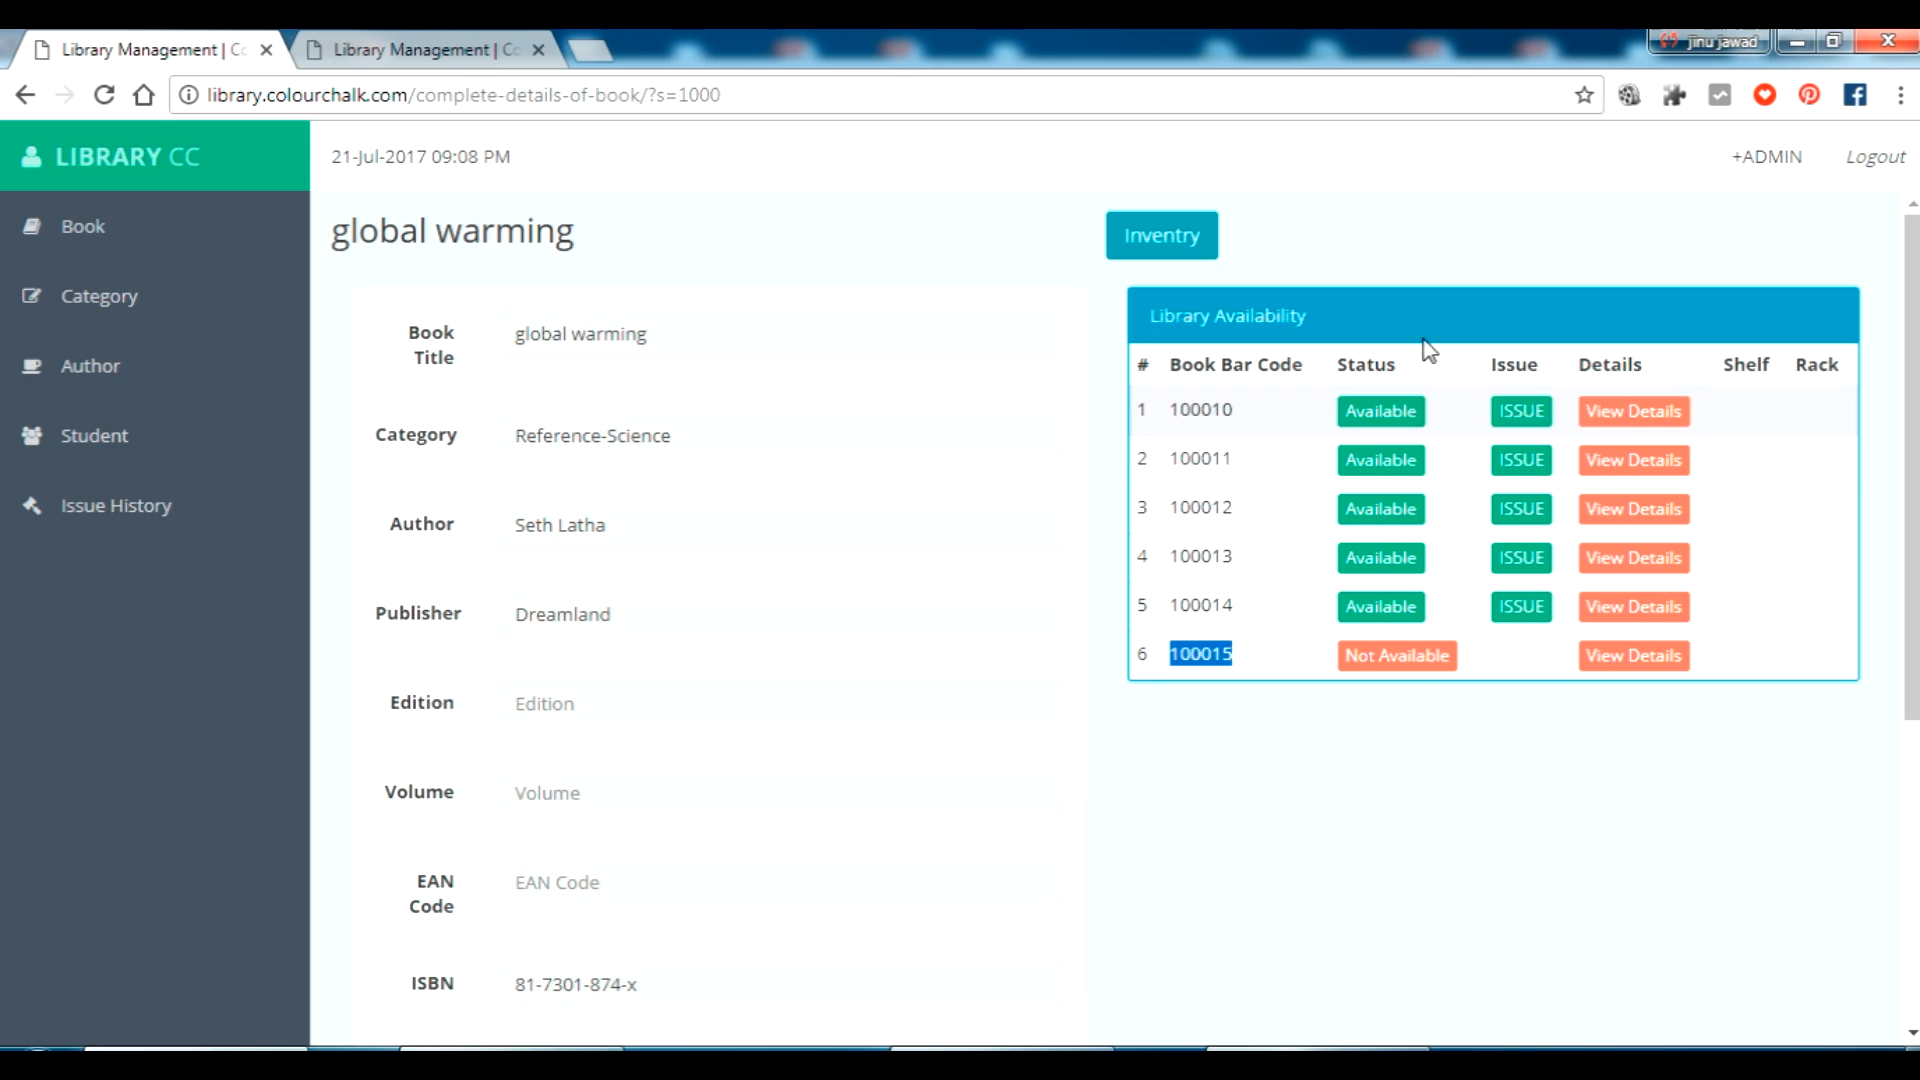 Library Management | Co
Library Management | Co
jinu jawad
library.colourchalk.com/complete-details-of-book/?s=1000
LIBRARY CC
21-Jul-2017 09:08 PM
+ADMIN
Logout
Book
Category
Author
Student
Issue History
global warming
Inventry
Book Title
global warming
Category
Reference-Science
Author
Seth Latha
Publisher
Dreamland
Edition
Edition
Volume
Volume
EAN Code
EAN Code
ISBN
81-7301-874-x
Library Availability
# Book Bar Code Status Issue Details Shelf Rack
1 100010 Available ISSUE View Details
2 100011 Available ISSUE View Details
3 100012 Available ISSUE View Details
4 100013 Available ISSUE View Details
5 100014 Available ISSUE View Details
6 100015 Not Available View Details